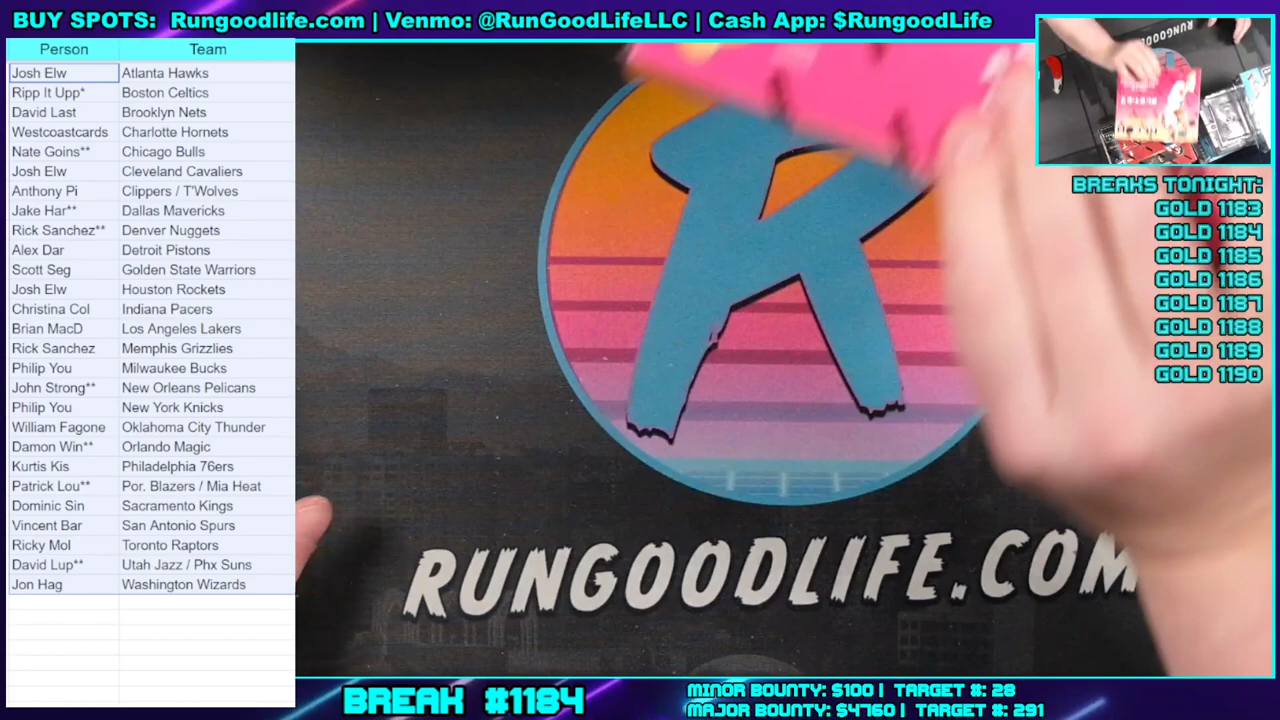 BUY SPOTS: Rungoodlife.com | Venmo: @RunGoodLifeLLC | Cash App: $RungoodLife
Person Team
Josh Elw Atlanta Hawks
Ripp It Upp* Boston Celtics
David Last Brooklyn Nets
Westcoastcards Charlotte Hornets
Nate Goins** Chicago Bulls
Josh Elw Cleveland Cavaliers
Anthony Pi Clippers / T'Wolves
Jake Har** Dallas Mavericks
Rick Sanchez** Denver Nuggets
Alex Dar Detroit Pistons
Scott Seg Golden State Warriors
Josh Elw Houston Rockets
Christina Col Indiana Pacers
Brian MacD Los Angeles Lakers
Rick Sanchez Memphis Grizzlies
Philip You Milwaukee Bucks
John Strong** New Orleans Pelicans
Philip You New York Knicks
William Fagone Oklahoma City Thunder
Damon Win** Orlando Magic
Kurtis Kis Philadelphia 76ers
Patrick Lou** Por. Blazers / Mia Heat
Dominic Sin Sacramento Kings
Vincent Bar San Antonio Spurs
Ricky Mol Toronto Raptors
David Lup** Utah Jazz / Phx Suns
Jon Hag Washington Wizards
R
RUNGOODLIFE.COM
BREAKS TONIGHT:
GOLD 1183
GOLD 1184
GOLD 1185
GOLD 1186
GOLD 1187
GOLD 1188
GOLD 1189
GOLD 1190
BREAK #1184
MINOR BOUNTY: $100 | TARGET #: 28
MAJOR BOUNTY: $4760 | TARGET #: 291